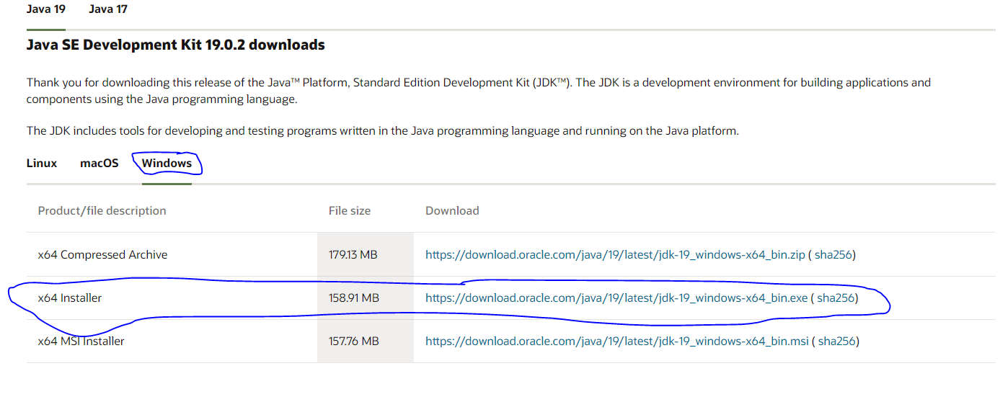 Java 19 Java 17
Java SE Development Kit 19.0.2 downloads
Thank you for downloading this release of the Java™ Platform, Standard Edition Development Kit (JDK™). The JDK is a development environment for building applications and
components using the Java programming language.
The JDK includes tools for developing and testing programs written in the Java programming language and running on the Java platform.
Linux macOS Windows
Product/file description File size Download
x64 Compressed Archive 179.13 MB https://download.oracle.com/java/19/latest/jdk-19_windows-x64_bin.zip ( sha256)
x64 Installer 158.91 MB https://download.oracle.com/java/19/latest/jdk-19_windows-x64_bin.exe ( sha256)
x64 MSI Installer 157.76 MB https://download.oracle.com/java/19/latest/jdk-19_windows-x64_bin.msi ( sha256)